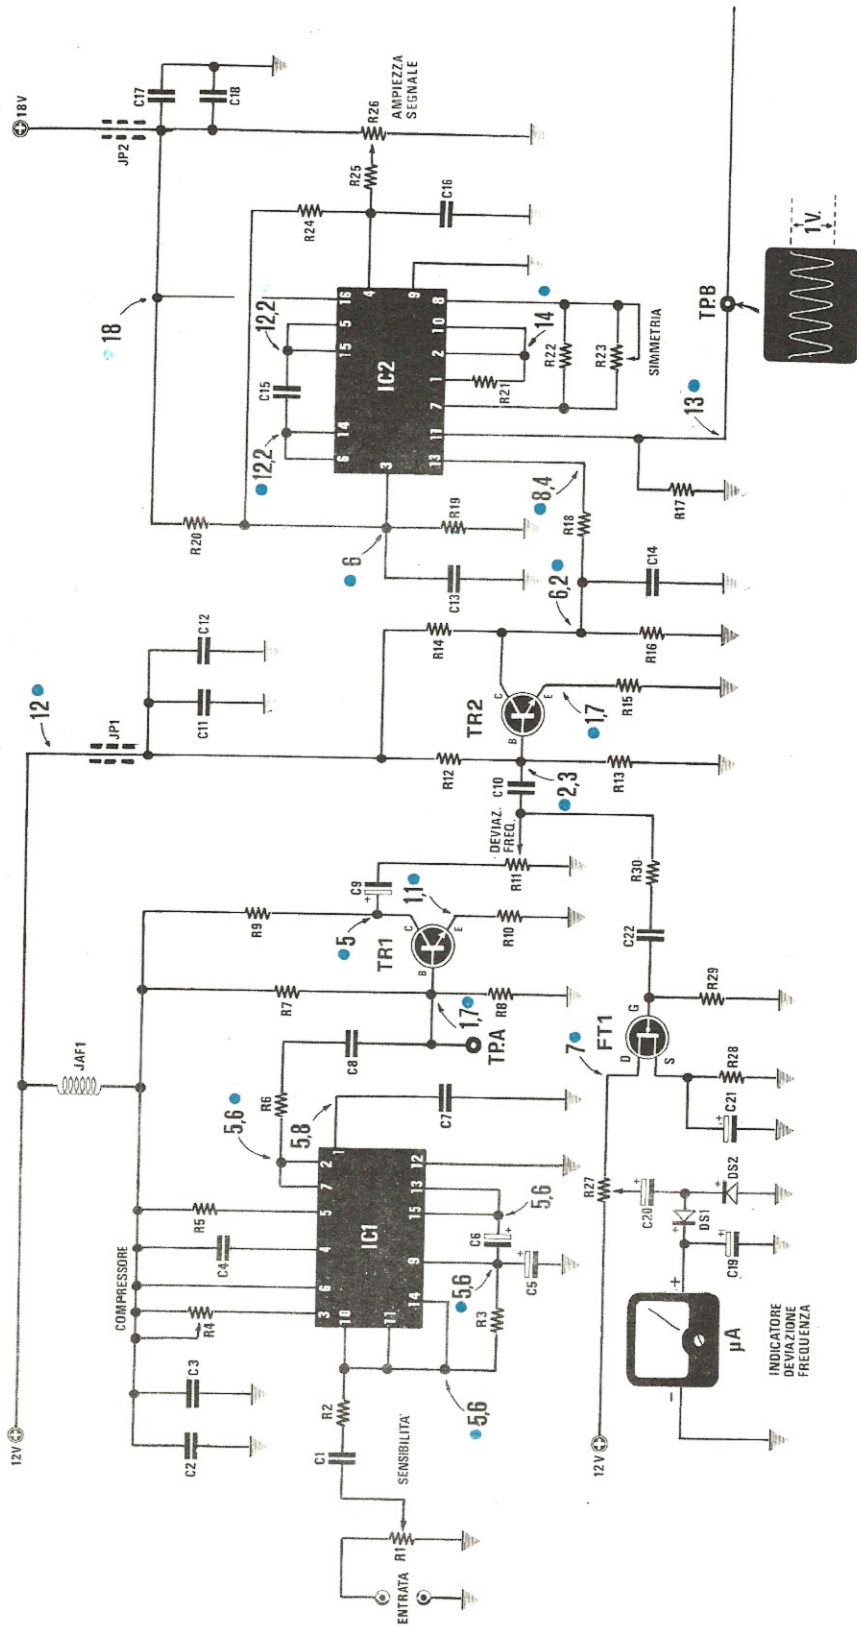 12V
JAF1
12
JP1
C11
C12
18V
JP2
C17
C18
18
C2
C3
COMPRESSORE
R4
C4
R5
R6
C8
R7
R9
R20
R24
R25
R26
AMPIEZZA
SEGNALE
5,6
5,8
5
C9
R12
R14
6
12,2
C15
12,2
C16
ENTRATA
R1
SENSIBILITA'
C1
R2
3
6
4
5
7
2
1
10
11
14
9
15
13
12
IC1
5,6
R3
5,6
C5
C6
5,6
C7
TP.A
1,7
R8
B
C
E
TR1
1,1
R10
DEVIAZ.
FREQ.
R11
C10
2,3
R13
B
C
E
TR2
1,7
R15
6,2
R16
C14
R18
8,4
C13
R19
6
14
15
5
16
3
4
9
13
11
7
1
2
10
8
IC2
R21
14
R22
R23
SIMMETRIA
R17
13
TP.B
1V.
12V
R27
7
D
S
G
FT1
C22
R30
R29
R28
C21
C20
DS2
DS1
C19
+
-
µA
INDICATORE
DEVIAZIONE
FREQUENZA